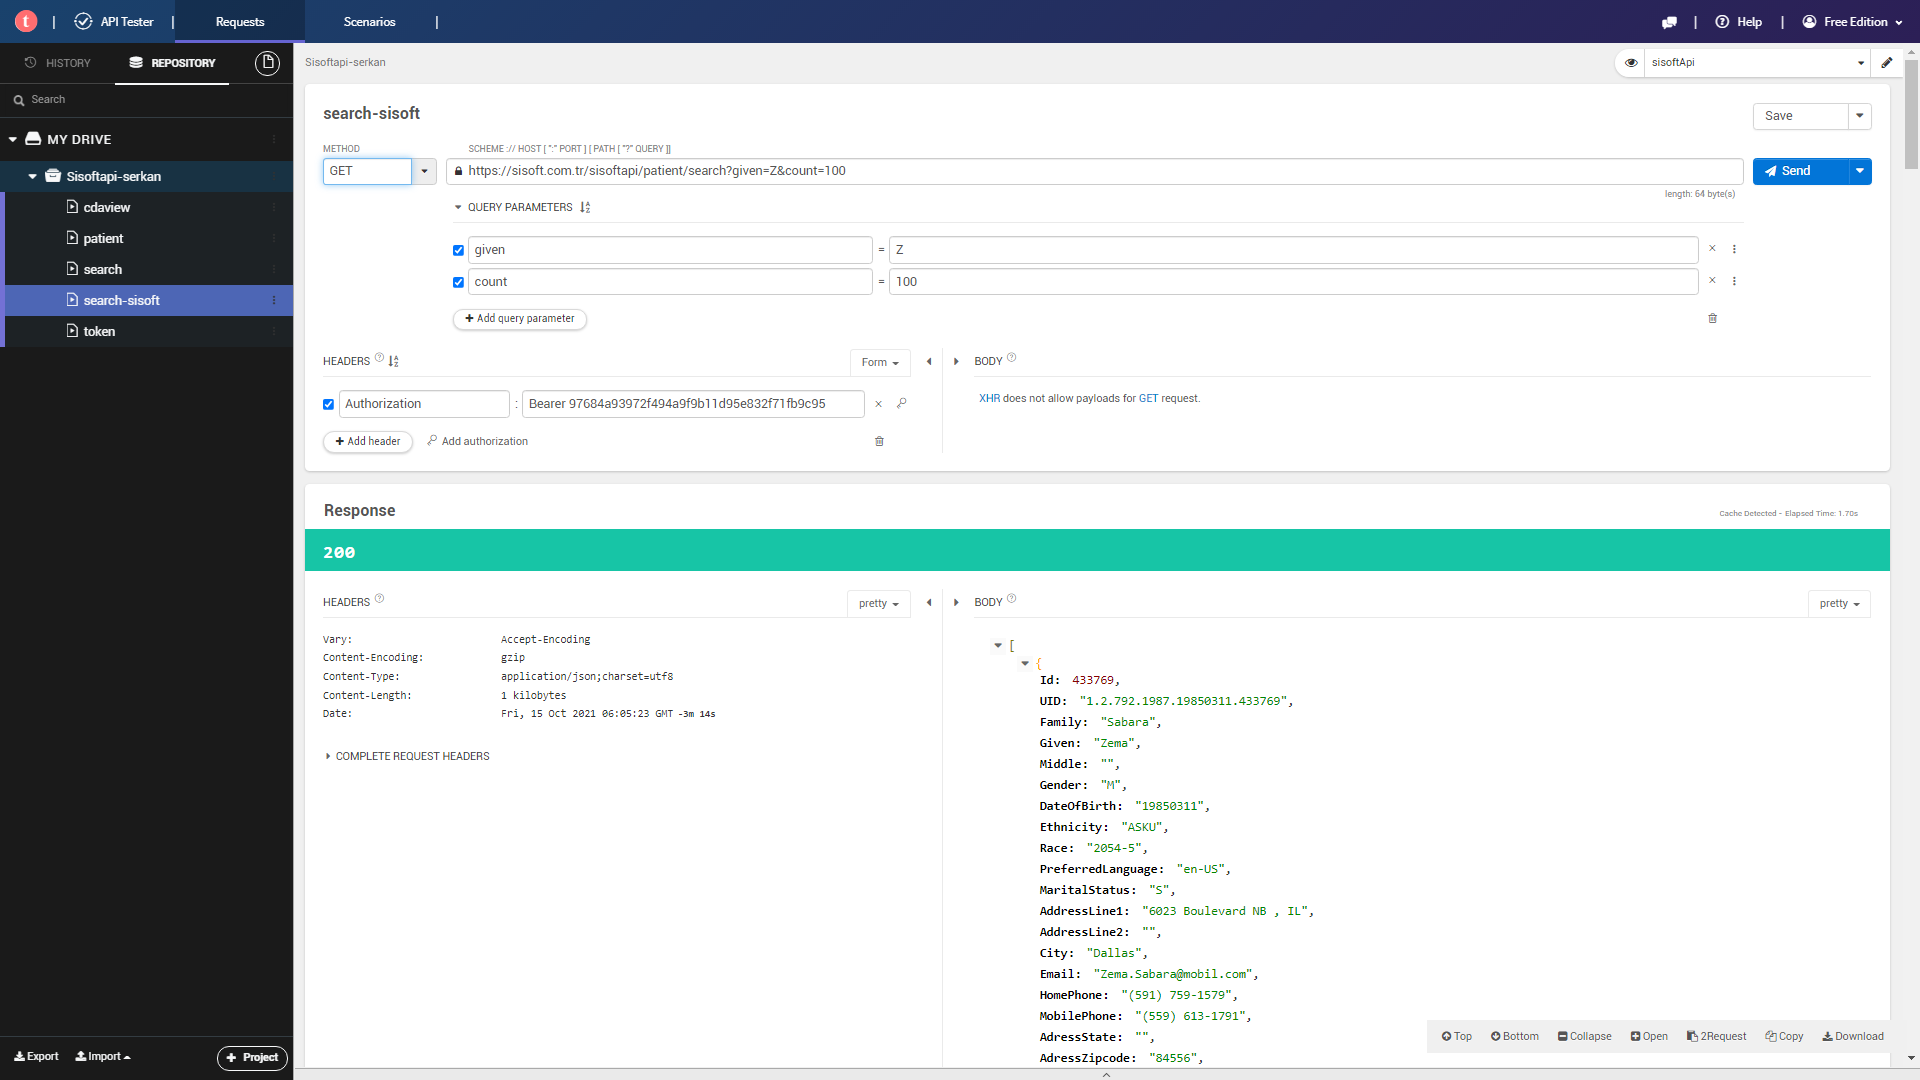 t | API Tester | Requests Scenarios | | Help | Free Edition
HISTORY REPOSITORY
Search
MY DRIVE
Sisoftapi-serkan
cdaview
patient
search
search-sisoft
token
Export Import + Project
Sisoftapi-serkan
sisoftApi
search-sisoft
Save
METHOD SCHEME :// HOST [ ":" PORT ] [ PATH [ "?" QUERY ]]
GET https://sisoft.com.tr/sisoftapi/patient/search?given=Z&count=100 Send
length: 64 byte(s)
QUERY PARAMETERS
given = Z
count = 100
+ Add query parameter
HEADERS Form
Authorization : Bearer 97684a93972f494a9f9b11d95e832f71fb9c95
+ Add header Add authorization
BODY
XHR does not allow payloads for GET request.
Response
Cache Detected - Elapsed Time: 1.70s
200
HEADERS pretty
Vary: Accept-Encoding
Content-Encoding: gzip
Content-Type: application/json;charset=utf8
Content-Length: 1 kilobytes
Date: Fri, 15 Oct 2021 06:05:23 GMT -3m 14s
COMPLETE REQUEST HEADERS
BODY pretty
[
{
Id: 433769,
UID: "1.2.792.1987.19850311.433769",
Family: "Sabara",
Given: "Zema",
Middle: "",
Gender: "M",
DateOfBirth: "19850311",
Ethnicity: "ASKU",
Race: "2054-5",
PreferredLanguage: "en-US",
MaritalStatus: "S",
AddressLine1: "6023 Boulevard NB , IL",
AddressLine2: "",
City: "Dallas",
Email: "Zema.Sabara@mobil.com",
HomePhone: "(591) 759-1579",
MobilePhone: "(559) 613-1791",
AdressState: "",
AdressZipcode: "84556",
Top Bottom Collapse Open 2Request Copy Download